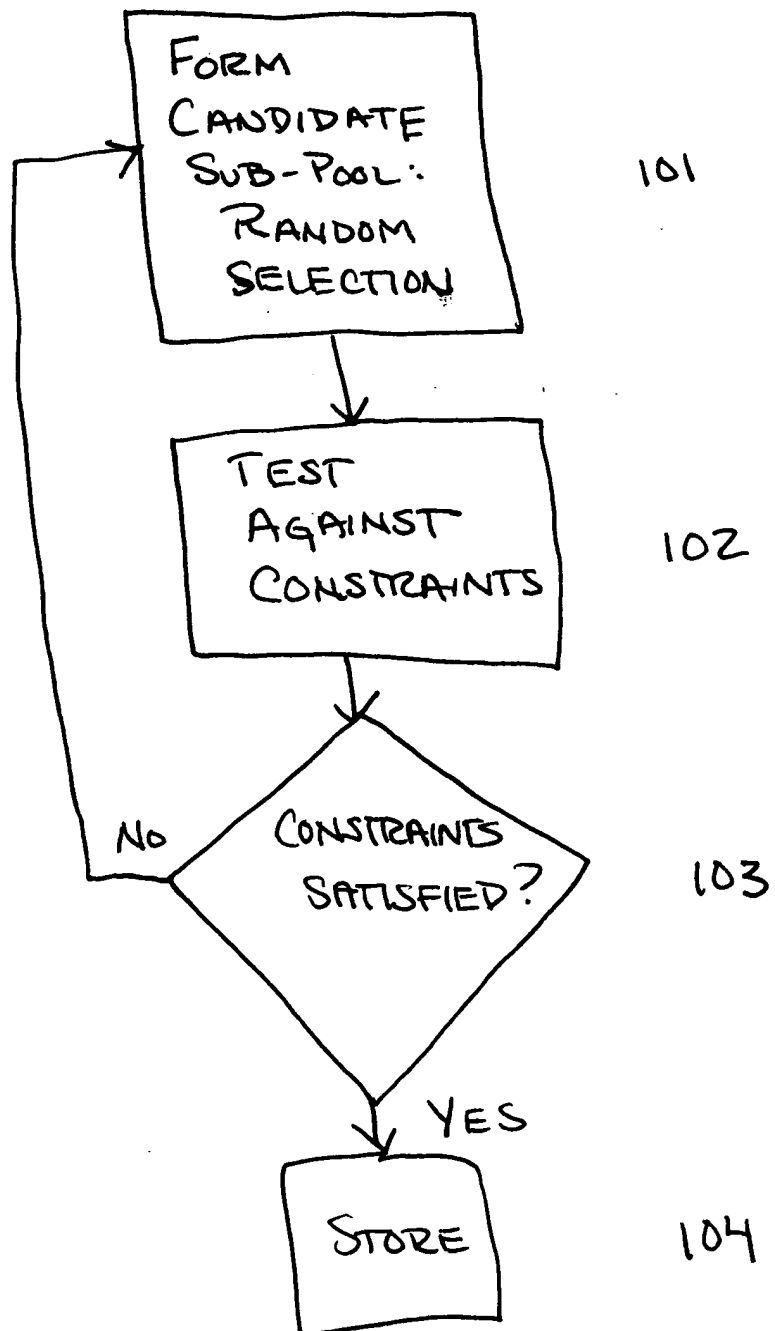 FORM
CANDIDATE
SUB-POOL:
RANDOM
SELECTION
101
TEST
AGAINST
CONSTRAINTS
102
NO
CONSTRAINTS
SATISFIED?
103
YES
STORE
104